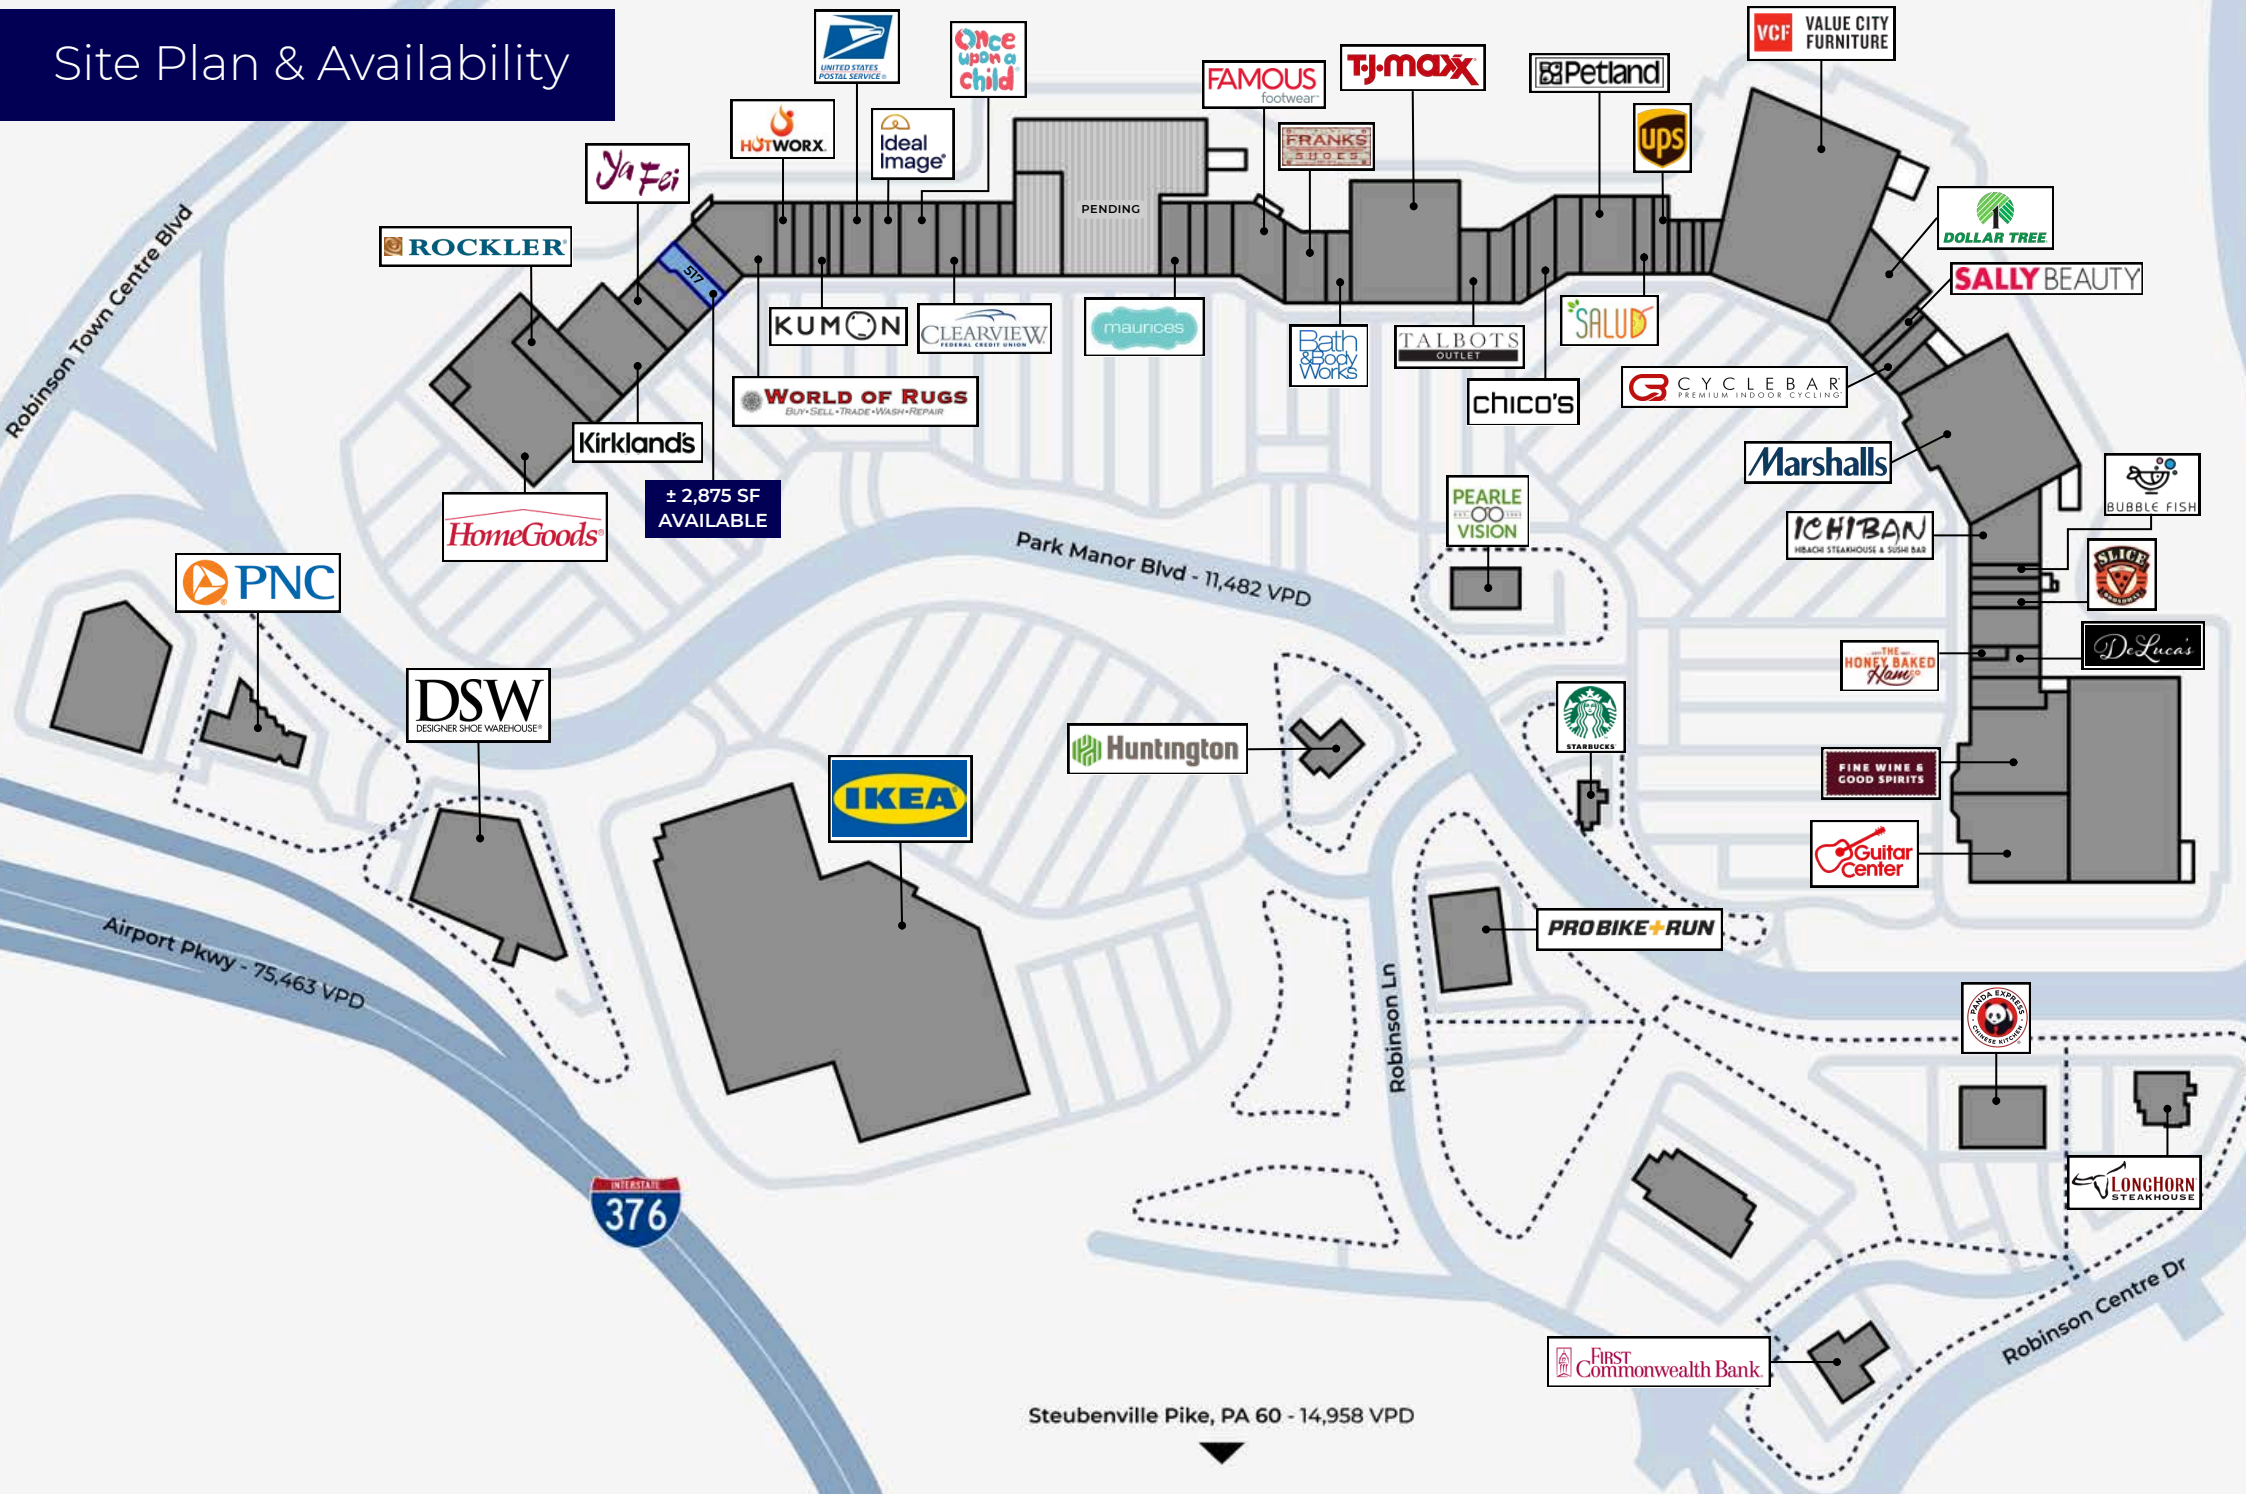 Site Plan & Availability
UNITED STATES
POSTAL SERVICE®
Once
upon a
child
VCF VALUE CITY
FURNITURE
FAMOUS
footwear
T·J·maxx
Petland
HOTWORX
Ideal
Image®
FRANKS
SHOES
ups
Ya Fei
DOLLAR TREE
PENDING
ROCKLER
517
SALLY BEAUTY
KUMON
CLEARVIEW
FEDERAL CREDIT UNION
maurices
Bath
&Body
Works
TALBOTS
OUTLET
SALUD
CYCLEBAR
PREMIUM INDOOR CYCLING
WORLD OF RUGS
BUY•SELL•TRADE•WASH•REPAIR
chico's
Kirkland's
Marshalls
± 2,875 SF
AVAILABLE
HomeGoods
PEARLE
VISION
BUBBLE FISH
ICHIBAN
HIBACHI STEAKHOUSE & SUSHI BAR
Robinson Town Centre Blvd
Park Manor Blvd - 11,482 VPD
PNC
SLICE
DeLuca's
THE
HONEY BAKED
Ham
DSW
DESIGNER SHOE WAREHOUSE®
STARBUCKS
Huntington
IKEA
FINE WINE &
GOOD SPIRITS
Guitar
Center
PRO BIKE+RUN
Airport Pkwy - 75,463 VPD
Robinson Ln
PANDA EXPRESS
CHINESE KITCHEN
LONGHORN
STEAKHOUSE
INTERSTATE
376
Robinson Centre Dr
FIRST
Commonwealth Bank
Steubenville Pike, PA 60 - 14,958 VPD